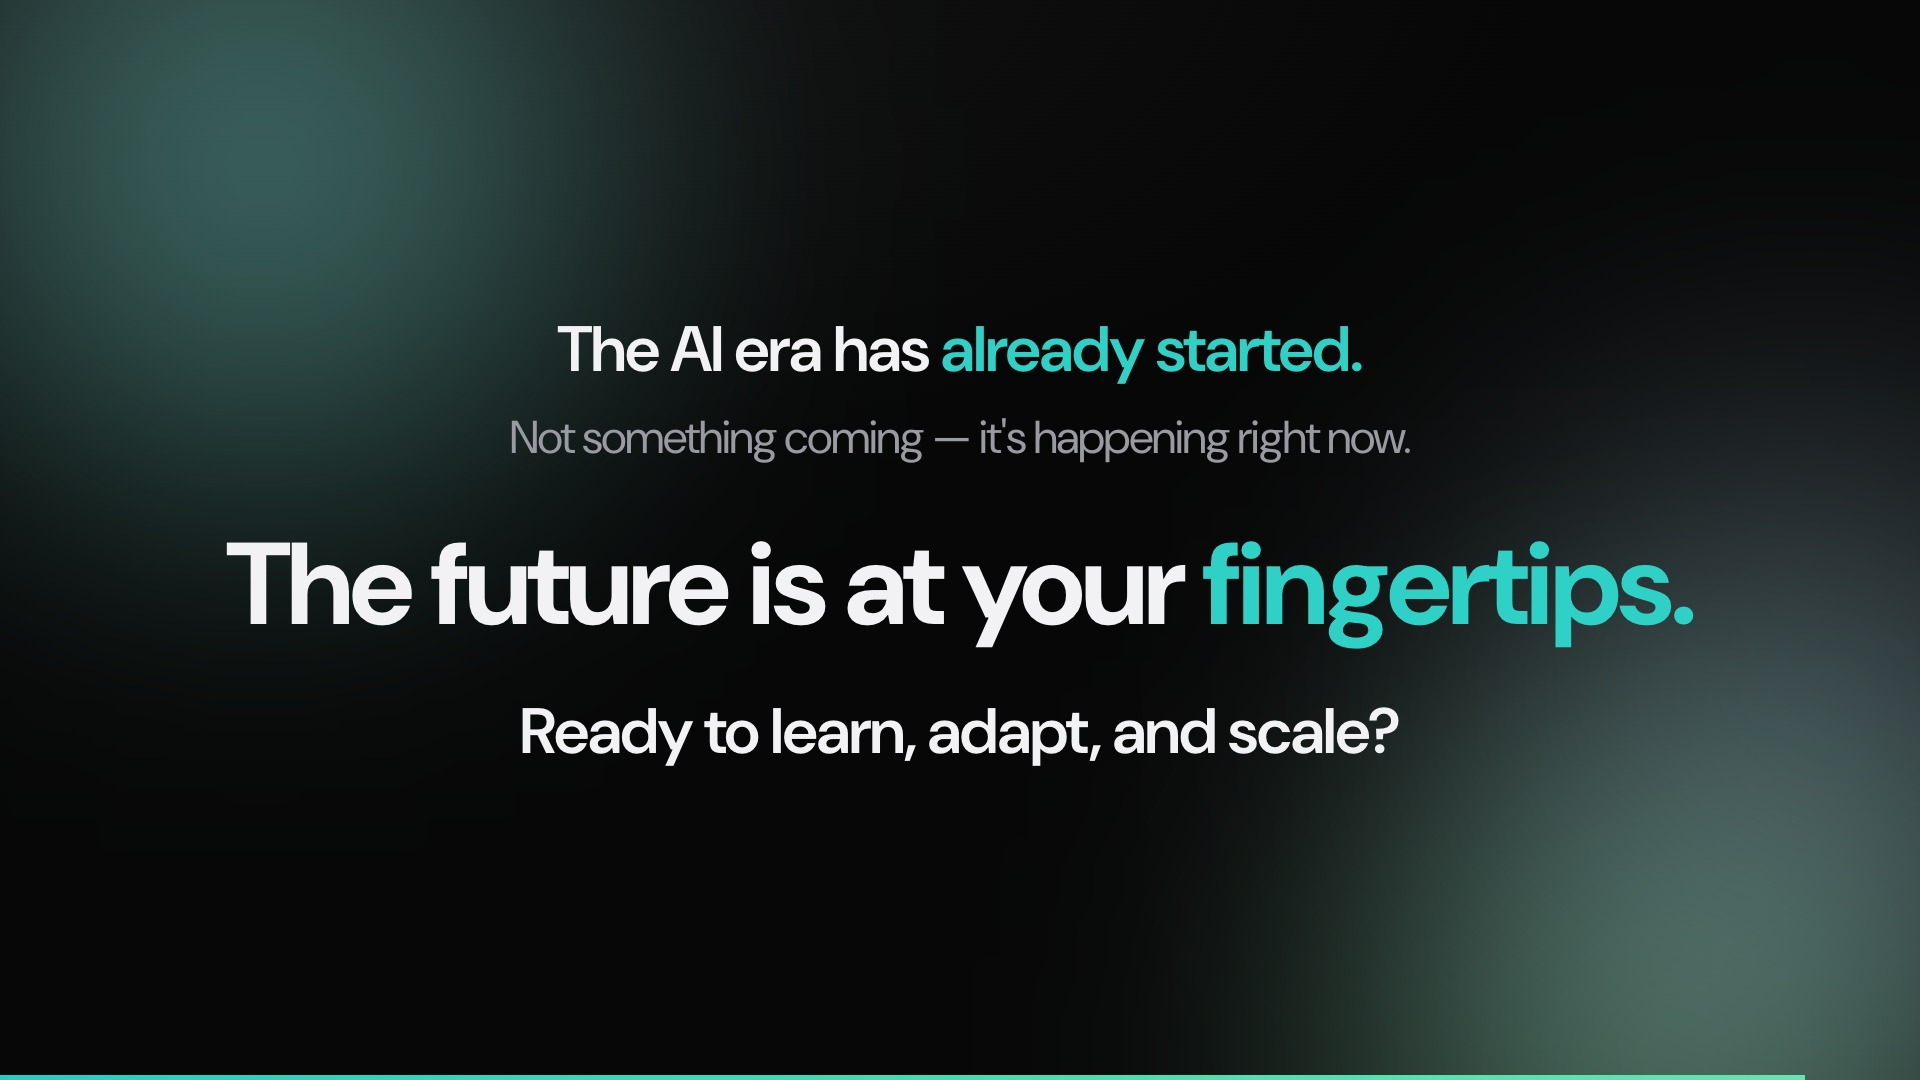 The AI era has already started.
Not something coming — it's happening right now.
The future is at your fingertips.
Ready to learn, adapt, and scale?